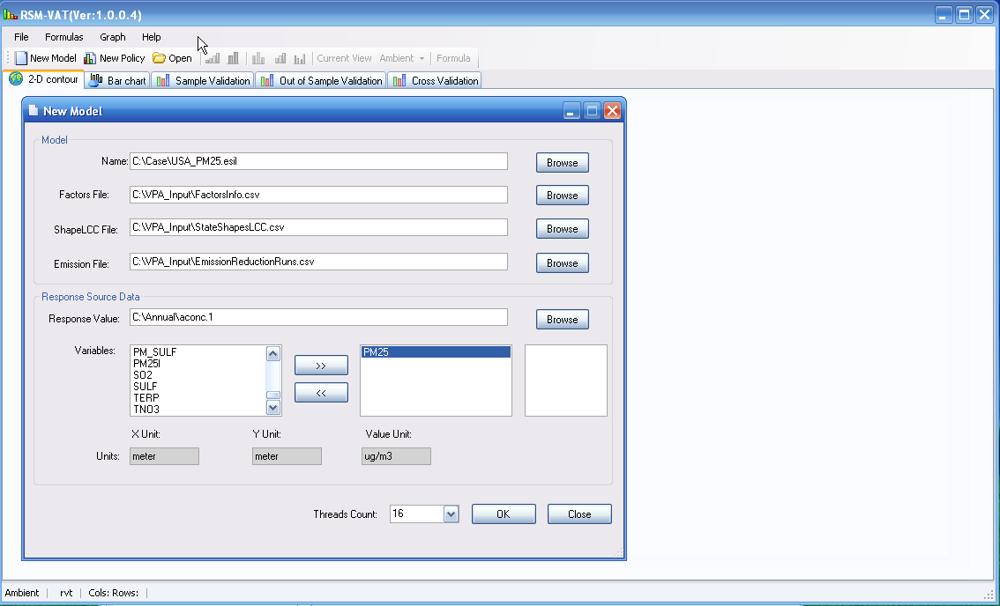 RSM-VAT(Ver:1.0.0.4)
File Formulas Graph Help
New Model New Policy Open Current View Ambient Formula
2-D contour Bar chart Sample Validation Out of Sample Validation Cross Validation
New Model
Model
Name: C:\Case\USA_PM25.esil Browse
Factors File: C:\VPA_Input\FactorsInfo.csv Browse
ShapeLCC File: C:\VPA_Input\StateShapesLCC.csv Browse
Emission File: C:\VPA_Input\EmissionReductionRuns.csv Browse
Response Source Data
Response Value: C:\Annual\aconc.1 Browse
Variables: PM_SULF PM25
PM25I
SO2 >>
SULF
TERP <<
TNO3
X Unit: Y Unit: Value Unit:
Units: meter meter ug/m3
Threads Count: 16 OK Close
Ambient rvt Cols: Rows: